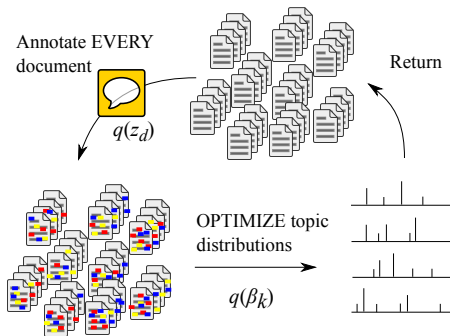 Annotate EVERY
document
q(z_d)
Return
OPTIMIZE topic
distributions
q(β_k)